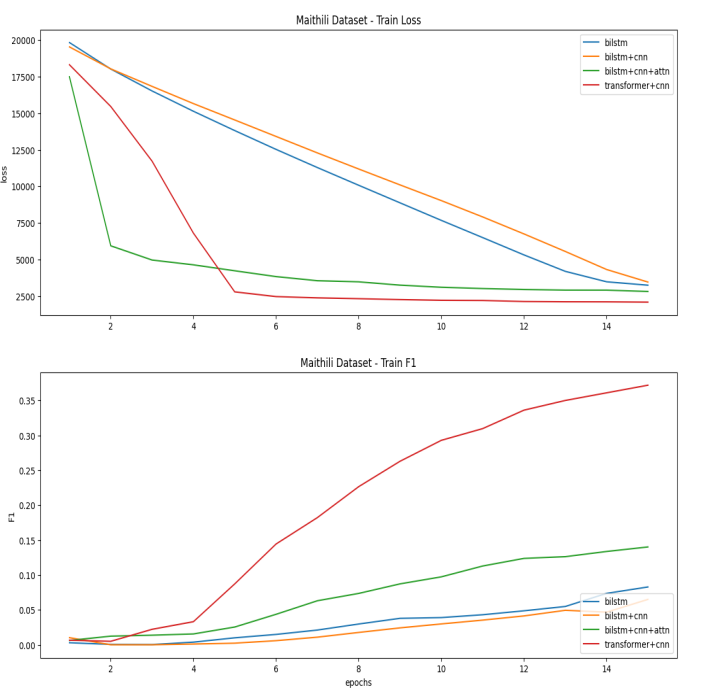 Maithili Dataset - Train Loss
20000
17500
15000
12500
10000
7500
5000
2500
loss
bilstm
bilstm+cnn
bilstm+cnn+attn
transformer+cnn
2 4 6 8 10 12 14
Maithili Dataset - Train F1
0.35
0.30
0.25
0.20
0.15
0.10
0.05
0.00
F1
bilstm
bilstm+cnn
bilstm+cnn+attn
transformer+cnn
2 4 6 8 10 12 14
epochs